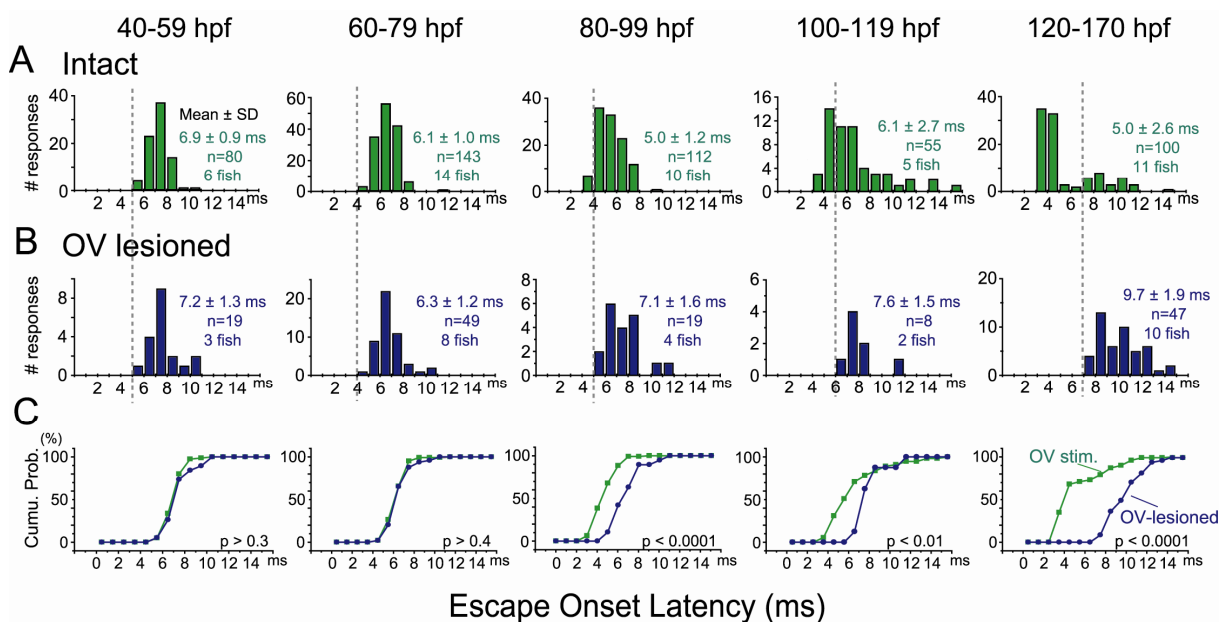 40-59 hpf 60-79 hpf 80-99 hpf 100-119 hpf 120-170 hpf
A Intact
# responses
40
20
0
2 4 6 8 10 12 14 ms
Mean ± SD
6.9 ± 0.9 ms
n=80
6 fish
60
40
20
0
2 4 6 8 10 12 14 ms
6.1 ± 1.0 ms
n=143
14 fish
40
20
0
2 4 6 8 10 12 14 ms
5.0 ± 1.2 ms
n=112
10 fish
16
12
8
4
0
2 4 6 8 10 12 14 ms
6.1 ± 2.7 ms
n=55
5 fish
40
20
0
2 4 6 8 10 12 14 ms
5.0 ± 2.6 ms
n=100
11 fish
B OV lesioned
# responses
8
4
0
2 4 6 8 10 12 14 ms
7.2 ± 1.3 ms
n=19
3 fish
20
10
0
2 4 6 8 10 12 14 ms
6.3 ± 1.2 ms
n=49
8 fish
8
6
4
2
0
2 4 6 8 10 12 14 ms
7.1 ± 1.6 ms
n=19
4 fish
6
4
2
0
2 4 6 8 10 12 14 ms
7.6 ± 1.5 ms
n=8
2 fish
20
10
0
2 4 6 8 10 12 14 ms
9.7 ± 1.9 ms
n=47
10 fish
C
Cumu. Prob.
(%)
100
50
0
p > 0.3
0 2 4 6 8 10 12 14 ms
100
50
0
p > 0.4
0 2 4 6 8 10 12 14 ms
100
50
0
p < 0.0001
0 2 4 6 8 10 12 14 ms
100
50
0
p < 0.01
0 2 4 6 8 10 12 14 ms
100
50
0
OV stim.
OV-lesioned
p < 0.0001
0 2 4 6 8 10 12 14 ms
Escape Onset Latency (ms)